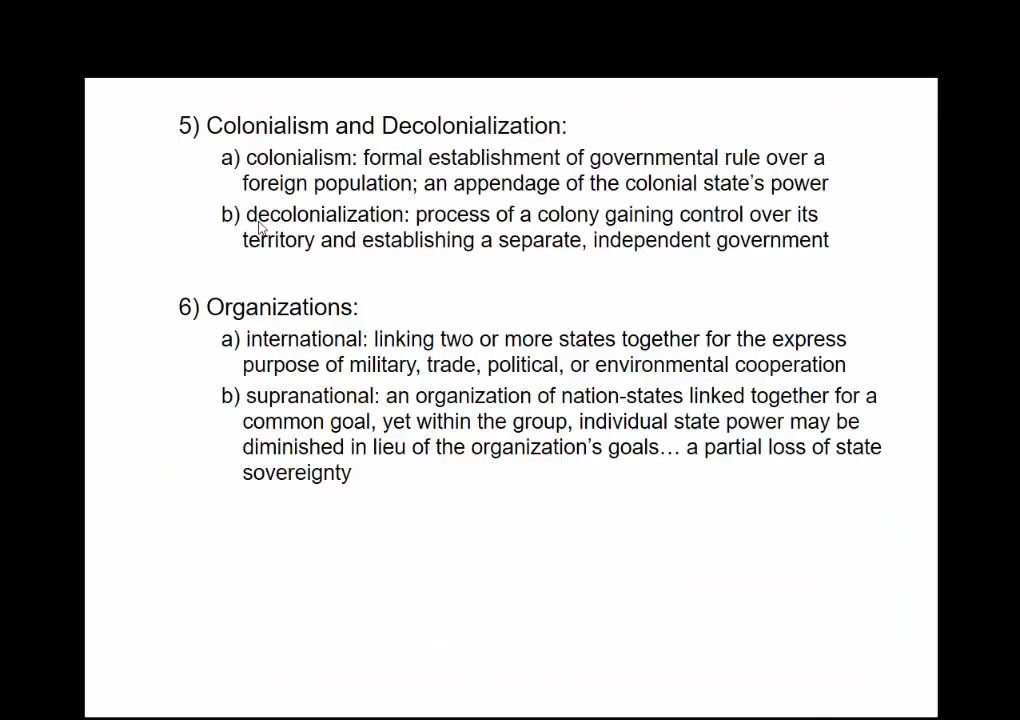 5) Colonialism and Decolonialization:
a) colonialism: formal establishment of governmental rule over a
foreign population; an appendage of the colonial state's power
b) decolonialization: process of a colony gaining control over its
territory and establishing a separate, independent government
6) Organizations:
a) international: linking two or more states together for the express
purpose of military, trade, political, or environmental cooperation
b) supranational: an organization of nation-states linked together for a
common goal, yet within the group, individual state power may be
diminished in lieu of the organization's goals… a partial loss of state
sovereignty